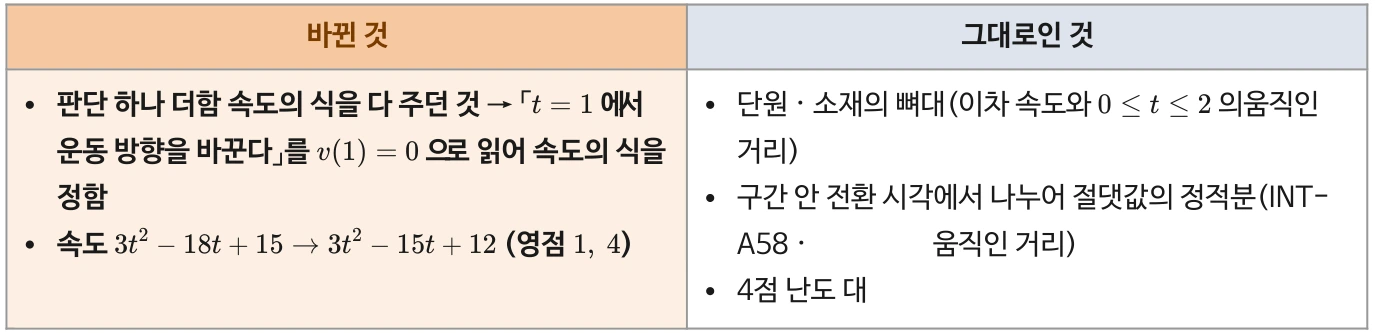 바뀐 것
• 판단 하나 더함 속도의 식을 다 주던 것 → 「t = 1 에서
운동 방향을 바꾼다」를 v(1) = 0 으로 읽어 속도의 식을
정함
• 속도 3t² − 18t + 15 → 3t² − 15t + 12 (영점 1, 4)
그대로인 것
• 단원 · 소재의 뼈대(이차 속도와 0 ≤ t ≤ 2 의움직인
거리)
• 구간 안 전환 시각에서 나누어 절댓값의 정적분(INT-
A58 · 움직인 거리)
• 4점 난도 대